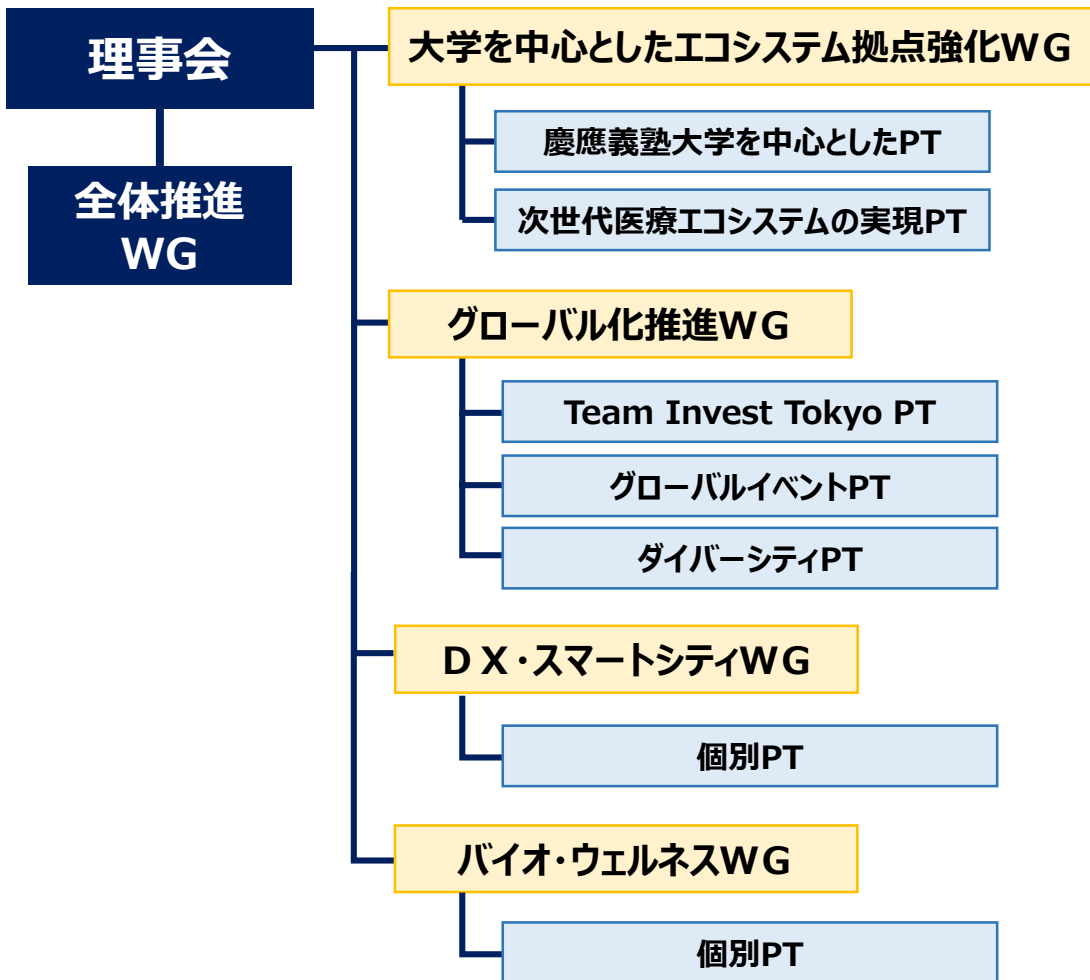 理事会
全体推進
WG
大学を中心としたエコシステム拠点強化WG
慶應義塾大学を中心としたPT
次世代医療エコシステムの実現PT
グローバル化推進WG
Team Invest Tokyo PT
グローバルイベントPT
ダイバーシティPT
ＤＸ・スマートシティWG
個別PT
バイオ・ウェルネスWG
個別PT